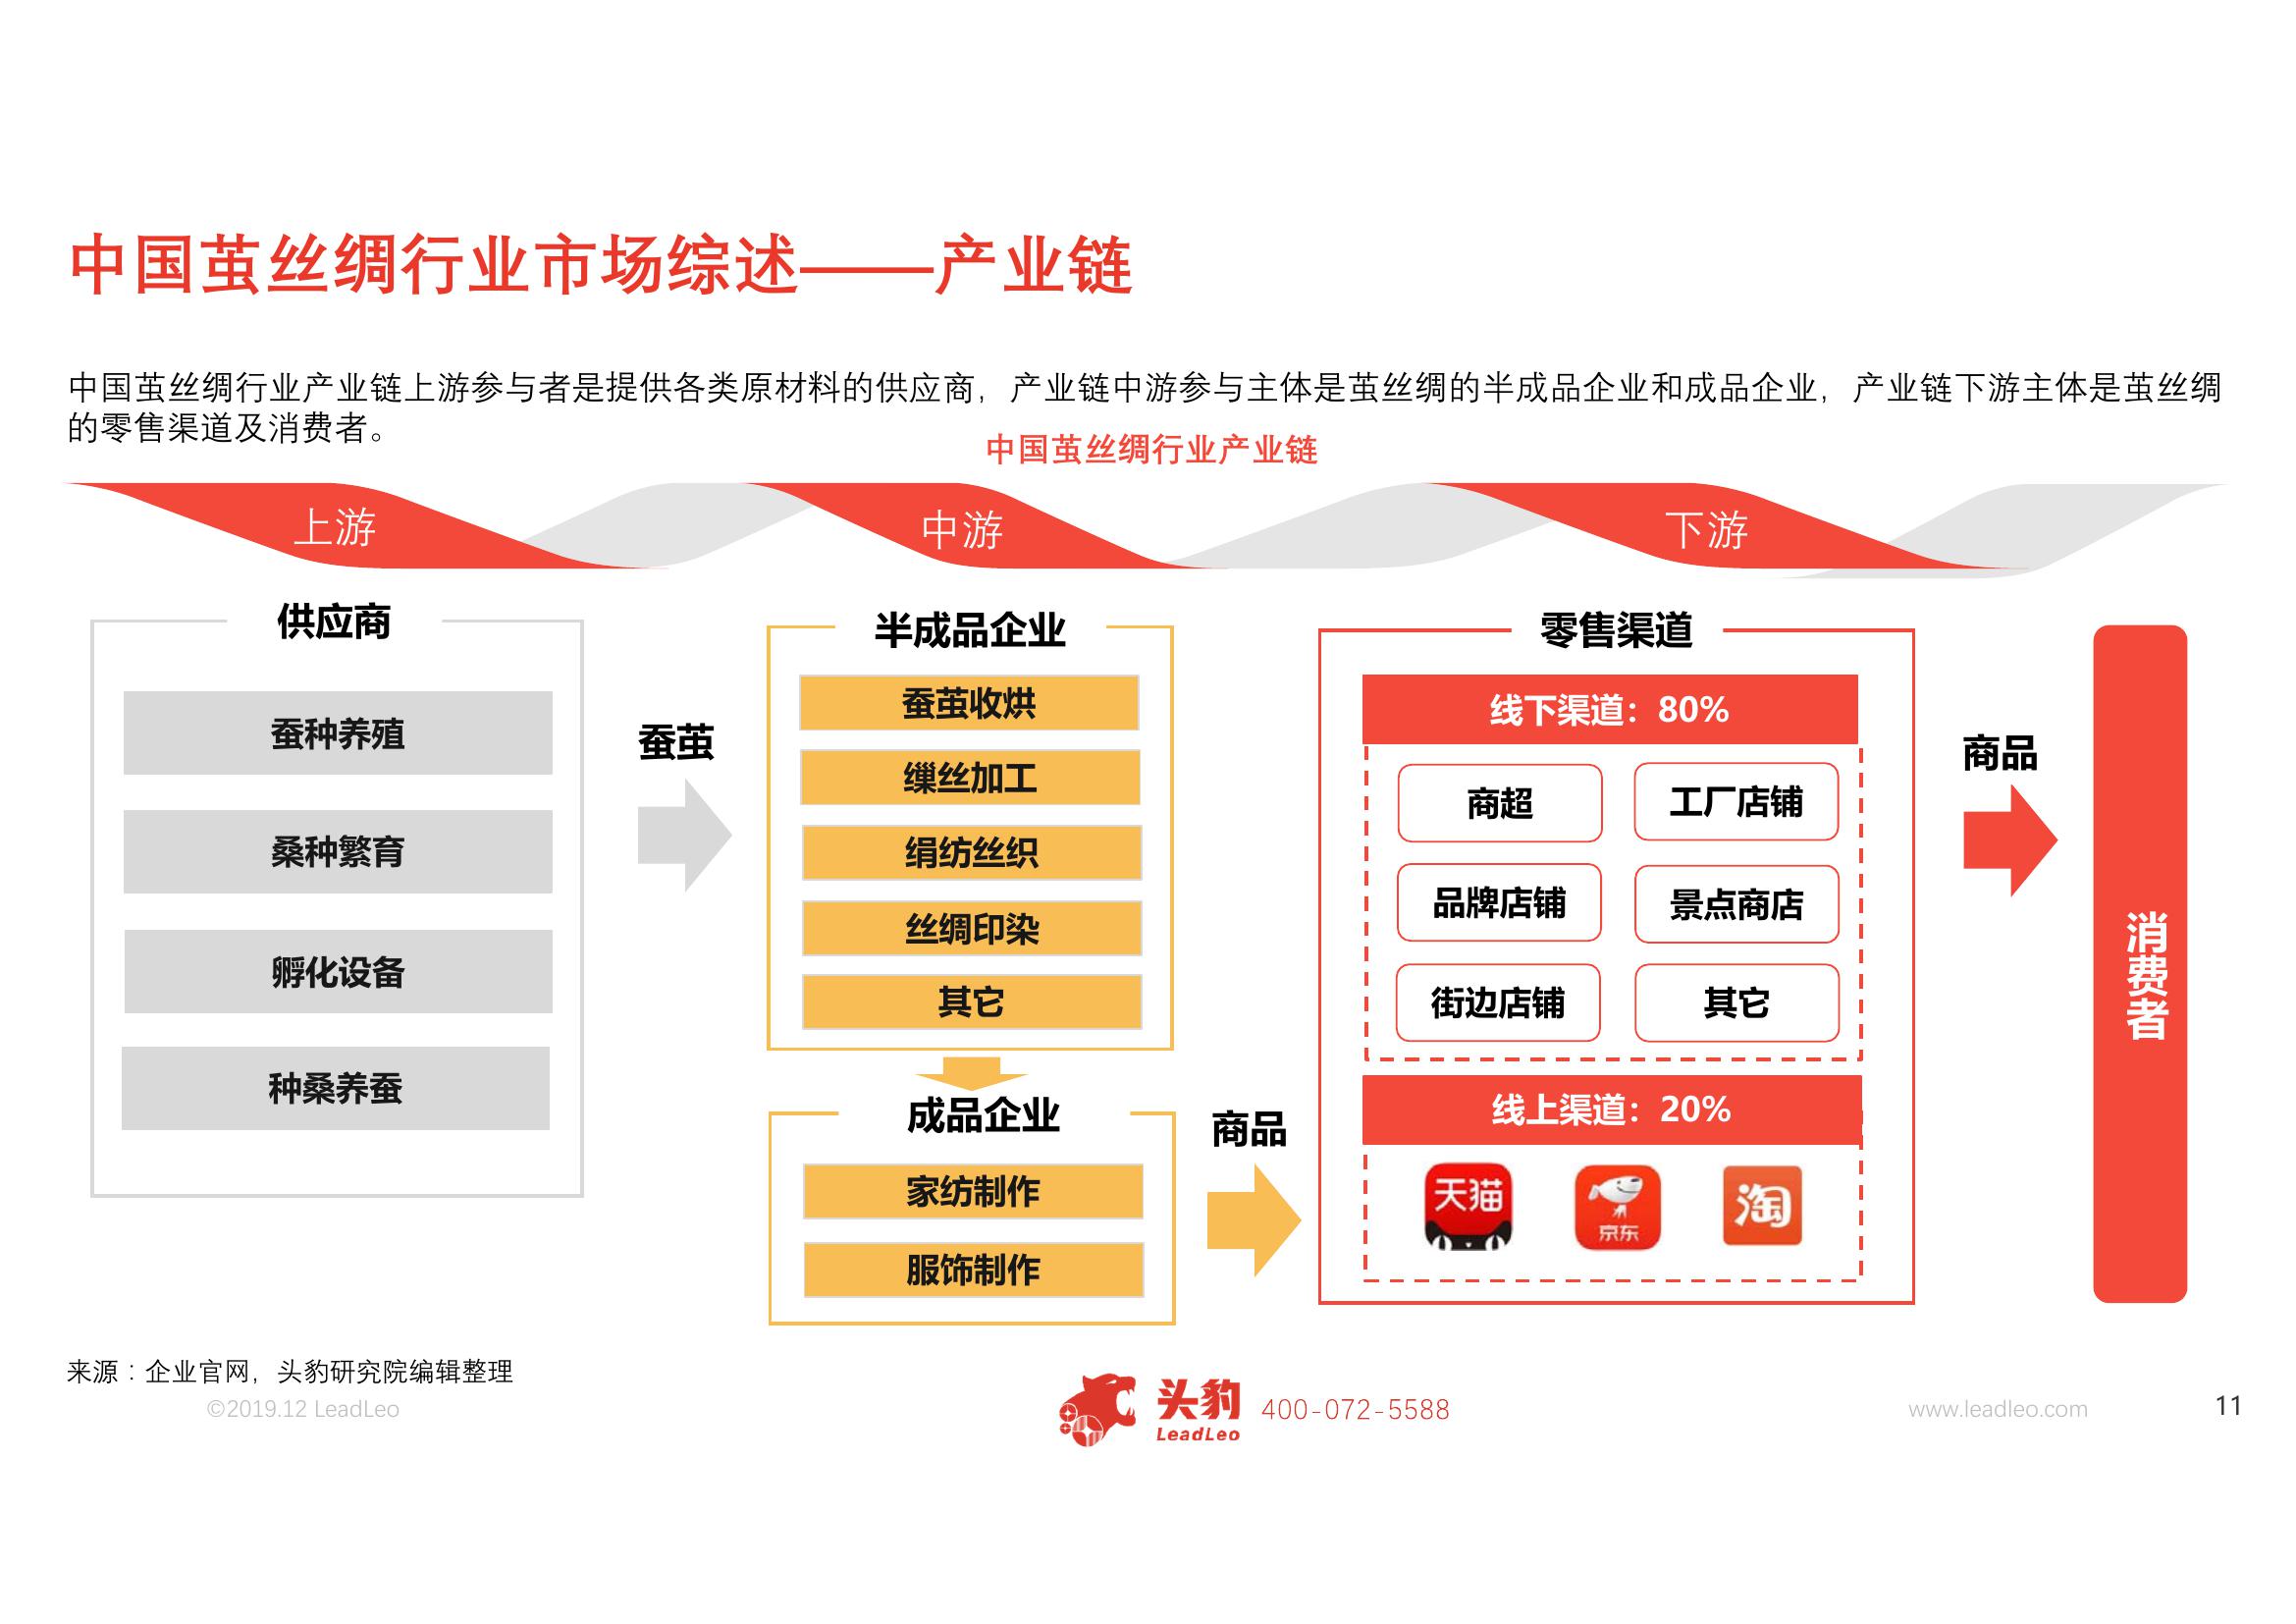 中国茧丝绸行业市场综述——产业链
中国茧丝绸行业产业链上游参与者是提供各类原材料的供应商，产业链中游参与主体是茧丝绸的半成品企业和成品企业，产业链下游主体是茧丝绸
的零售渠道及消费者。
中国茧丝绸行业产业链
上游
中游
下游
供应商
蚕种养殖
桑种繁育
孵化设备
种桑养蚕
蚕茧
半成品企业
蚕茧收烘
缫丝加工
绢纺丝织
丝绸印染
其它
成品企业
家纺制作
服饰制作
商品
零售渠道
线下渠道：80%
商超
工厂店铺
品牌店铺
景点商店
街边店铺
其它
线上渠道：20%
天猫
京东
淘
商品
消费者
来源：企业官网，头豹研究院编辑整理
©2019.12 LeadLeo
头豹
LeadLeo
400-072-5588
www.leadleo.com
11